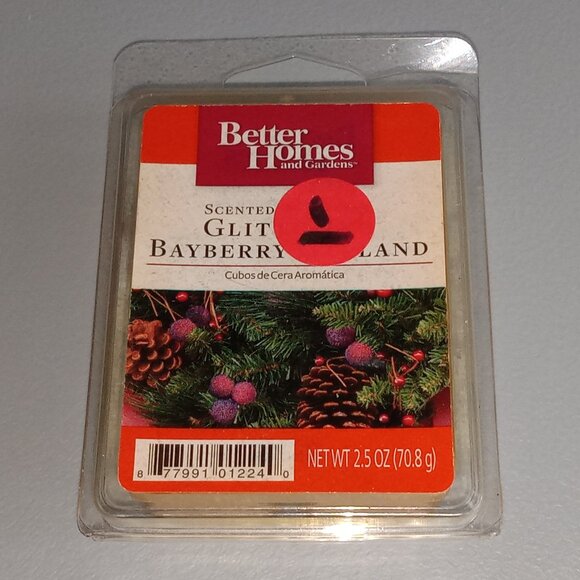 Better
Homes
and Gardens™
SCENTED
GLIT
BAYBERRY LAND
Cubos de Cera Aromática
8 77991 01224 0
NET WT 2.5 OZ (70.8 g)